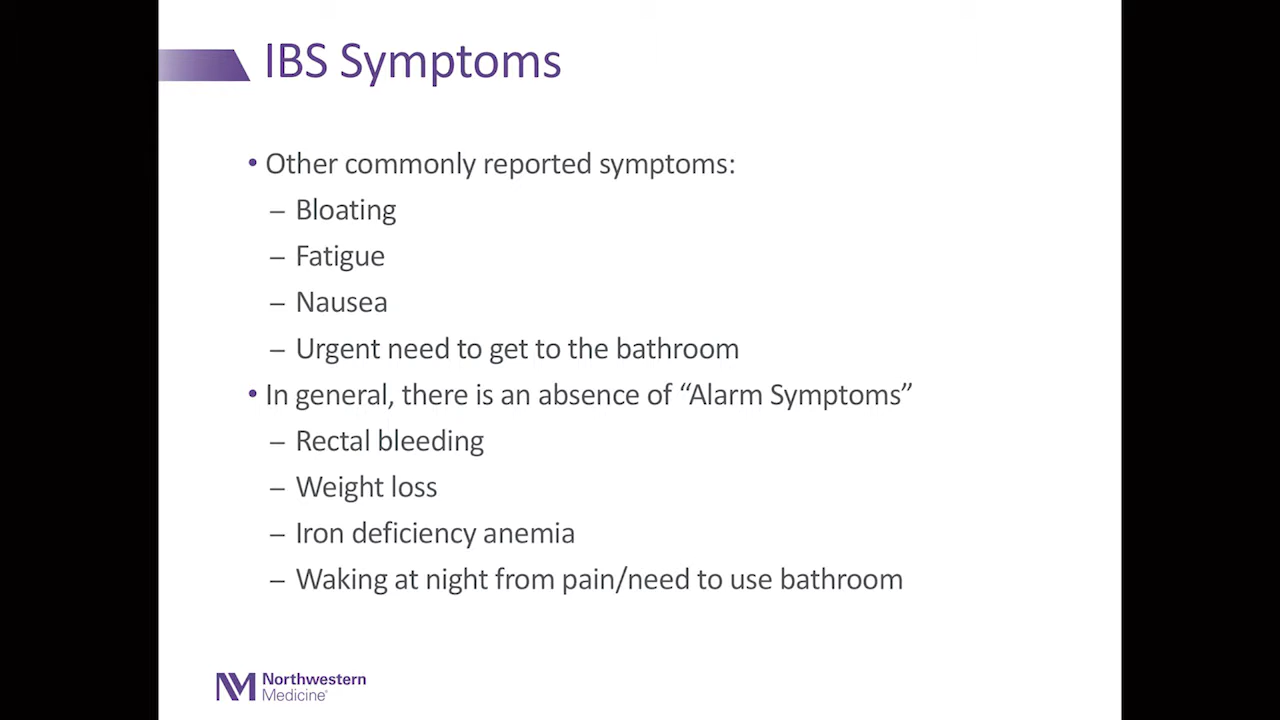 IBS Symptoms
• Other commonly reported symptoms:
– Bloating
– Fatigue
– Nausea
– Urgent need to get to the bathroom
• In general, there is an absence of “Alarm Symptoms”
– Rectal bleeding
– Weight loss
– Iron deficiency anemia
– Waking at night from pain/need to use bathroom
NM Northwestern
Medicine®